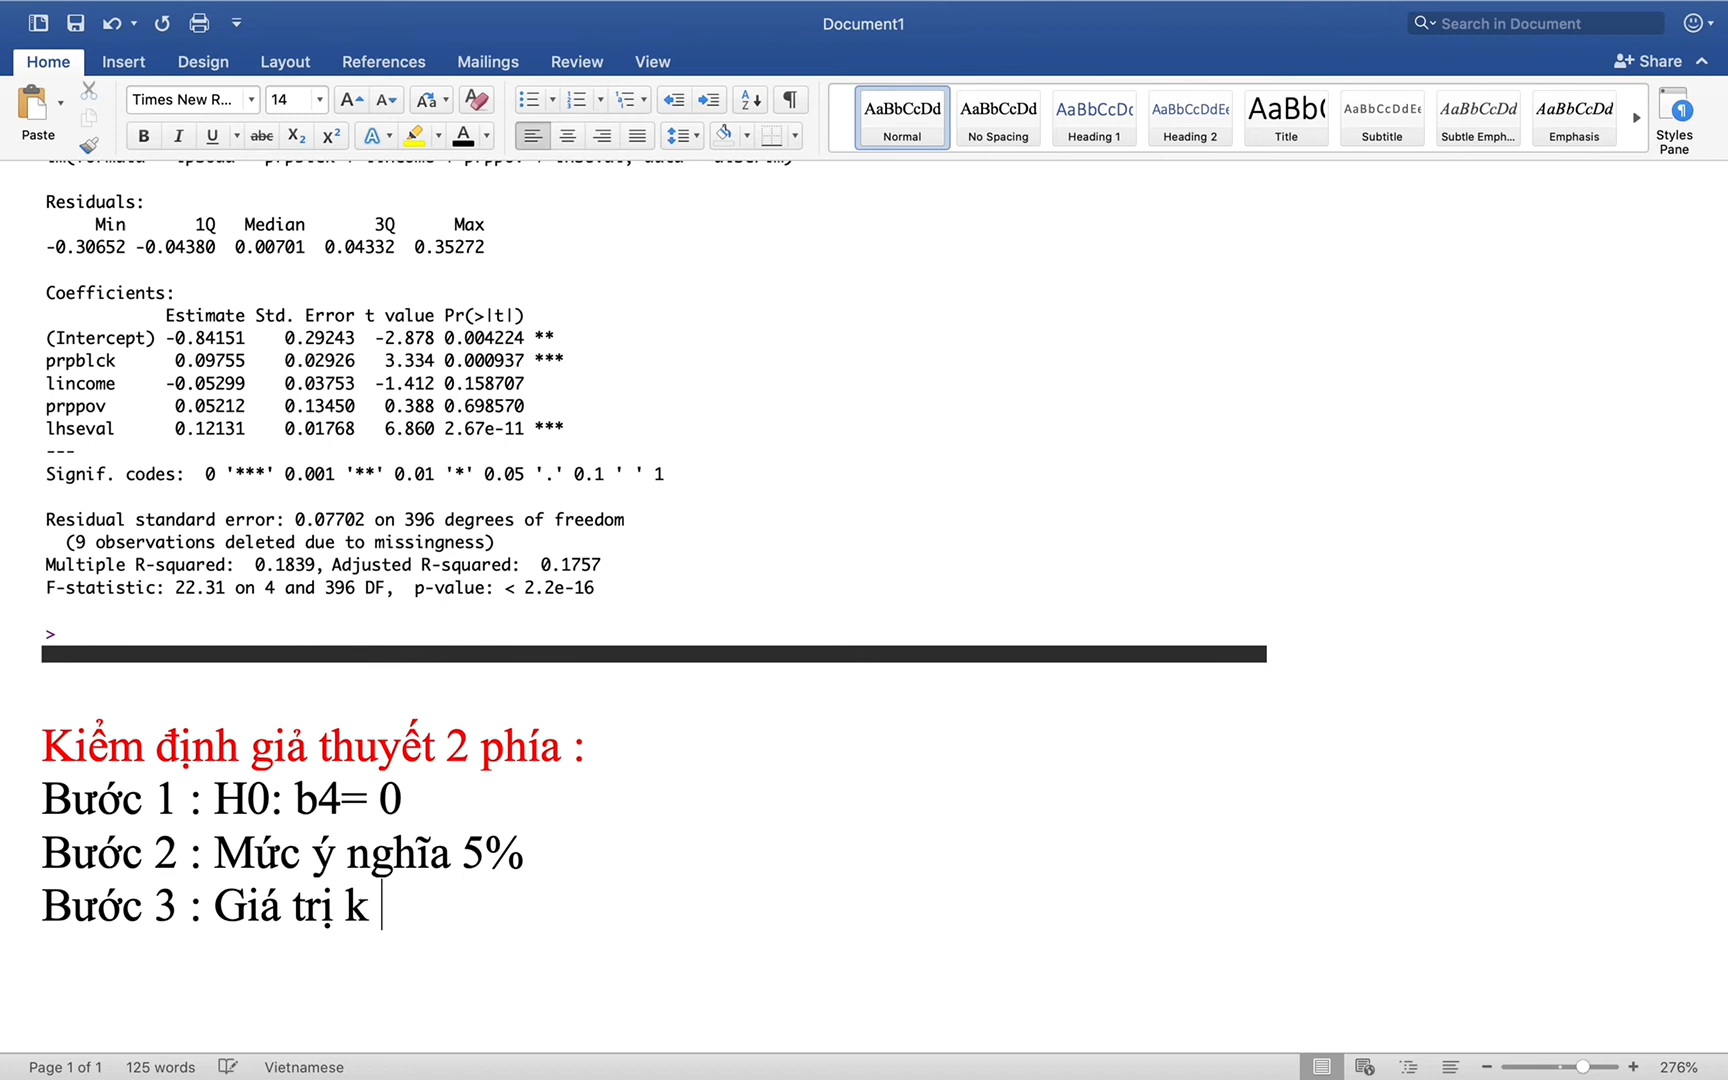 Document1
Search in Document
Home Insert Design Layout References Mailings Review View
Share
Paste
Times New R... 14
AaBbCcDd AaBbCcDd AaBbCcDc AaBbCcDdEe AaBb( AaBbCcDdEe AaBbCcDd AaBbCcDd
Normal No Spacing Heading 1 Heading 2 Title Subtitle Subtle Emph... Emphasis
Styles
Pane
Residuals:
Min 1Q Median 3Q Max
-0.30652 -0.04380 0.00701 0.04332 0.35272
Coefficients:
Estimate Std. Error t value Pr(>|t|)
(Intercept) -0.84151 0.29243 -2.878 0.004224 **
prpblck 0.09755 0.02926 3.334 0.000937 ***
lincome -0.05299 0.03753 -1.412 0.158707
prppov 0.05212 0.13450 0.388 0.698570
lhseval 0.12131 0.01768 6.860 2.67e-11 ***
---
Signif. codes: 0 '***' 0.001 '**' 0.01 '*' 0.05 '.' 0.1 ' ' 1
Residual standard error: 0.07702 on 396 degrees of freedom
(9 observations deleted due to missingness)
Multiple R-squared: 0.1839, Adjusted R-squared: 0.1757
F-statistic: 22.31 on 4 and 396 DF, p-value: < 2.2e-16
>
Kiểm định giả thuyết 2 phía :
Bước 1 : H0: b4= 0
Bước 2 : Mức ý nghĩa 5%
Bước 3 : Giá trị k
Page 1 of 1 125 words Vietnamese 276%